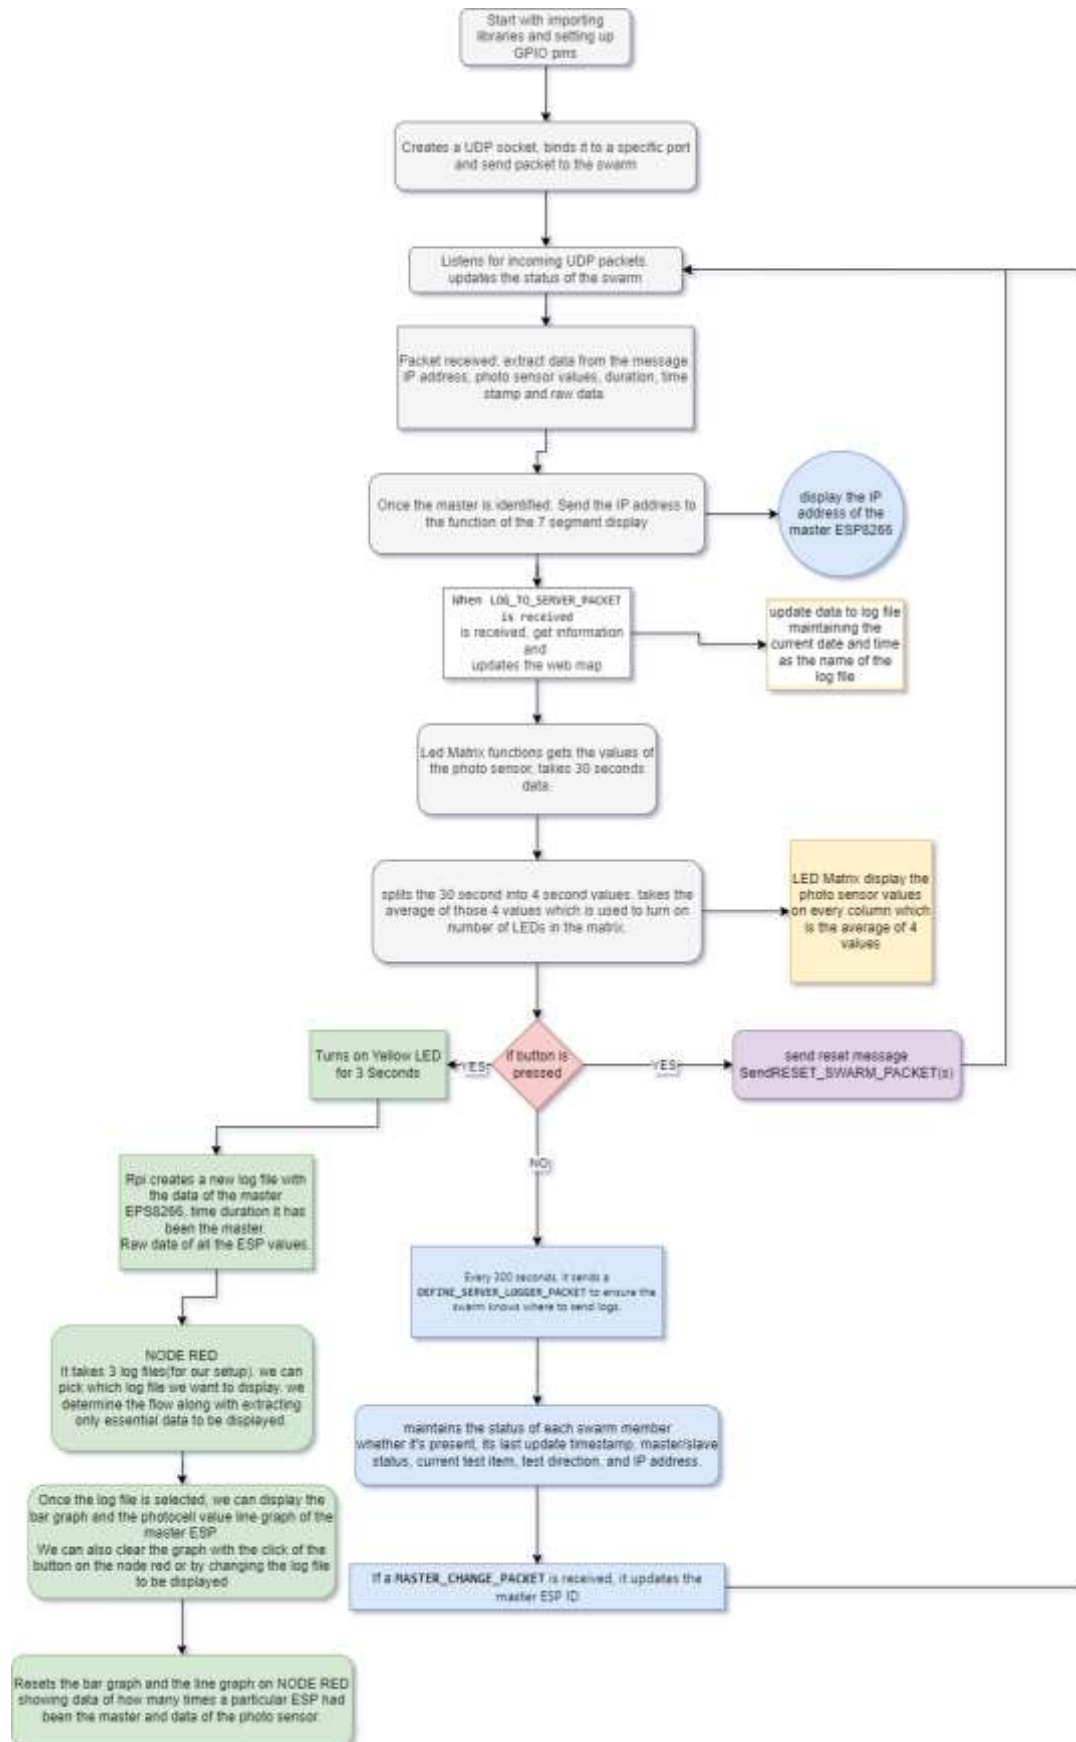 Start with importing
libraries and setting up
GPIO pins
Creates a UDP socket, binds it to a specific port
and send packet to the swarm
Listens for incoming UDP packets,
updates the status of the swarm
Packet received: extract data from the message
IP address, photo sensor values, duration, time
stamp and raw data
Once the master is identified. Send the IP address to
the function of the 7 segment display
display the IP
address of the
master ESP8266
When LOG_TO_SERVER_PACKET
is received
is received, get information
and
updates the web map
update data to log file
maintaining the
current date and time
as the name of the
log file
Led Matrix functions gets the values of
the photo sensor, takes 30 seconds
data.
splits the 30 second into 4 second values. takes the
average of those 4 values which is used to turn on
number of LEDs in the matrix.
LED Matrix display the
photo sensor values
on every column which
is the average of 4
values
if button is
pressed
YES
YES
NO
Turns on Yellow LED
for 3 Seconds
send reset message
SendRESET_SWARM_PACKET(s)
Rpi creates a new log file with
the data of the master
EPS8266, time duration it has
been the master.
Raw data of all the ESP values.
Every 200 seconds, it sends a
DEFINE_SERVER_LOGGER_PACKET to ensure the
swarm knows where to send logs.
NODE RED
It takes 3 log files(for our setup). we can
pick which log file we want to display. we
determine the flow along with extracting
only essential data to be displayed
maintains the status of each swarm member
whether it's present, its last update timestamp, master/slave
status, current test item, test direction, and IP address.
Once the log file is selected, we can display the
bar graph and the photocell value line graph of the
master ESP
We can also clear the graph with the click of the
button on the node red or by changing the log file
to be displayed
If a MASTER_CHANGE_PACKET is received, it updates the
master ESP ID
Resets the bar graph and the line graph on NODE RED
showing data of how many times a particular ESP had
been the master and data of the photo sensor.